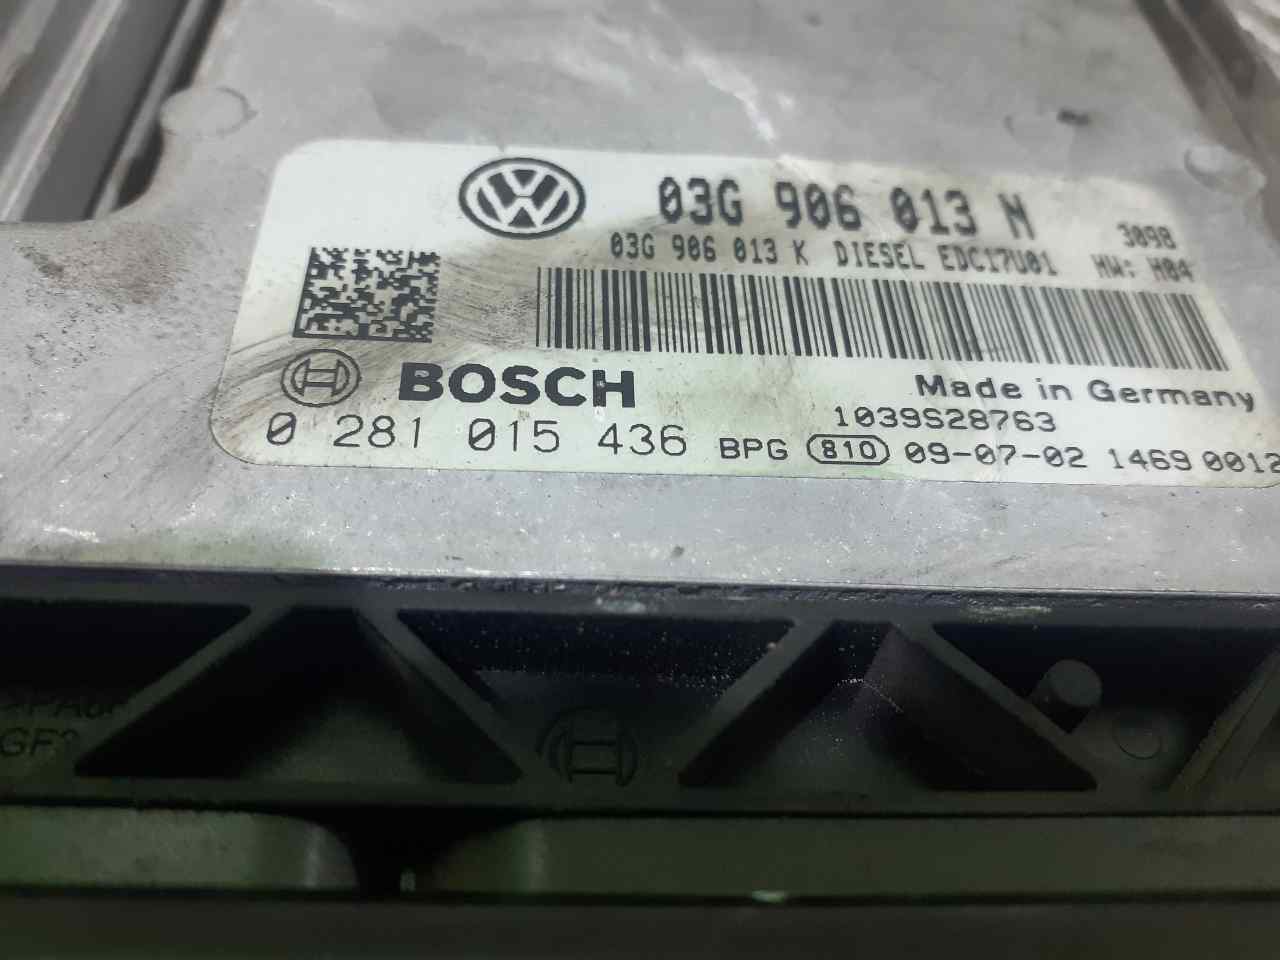 03G 906 013 N
3098
03G 906 013 K DIESEL EDC17U01 HW: H04
BOSCH
Made in Germany
1039S28763
0 281 015 436 BPG 810 09-07-02 1469 0012